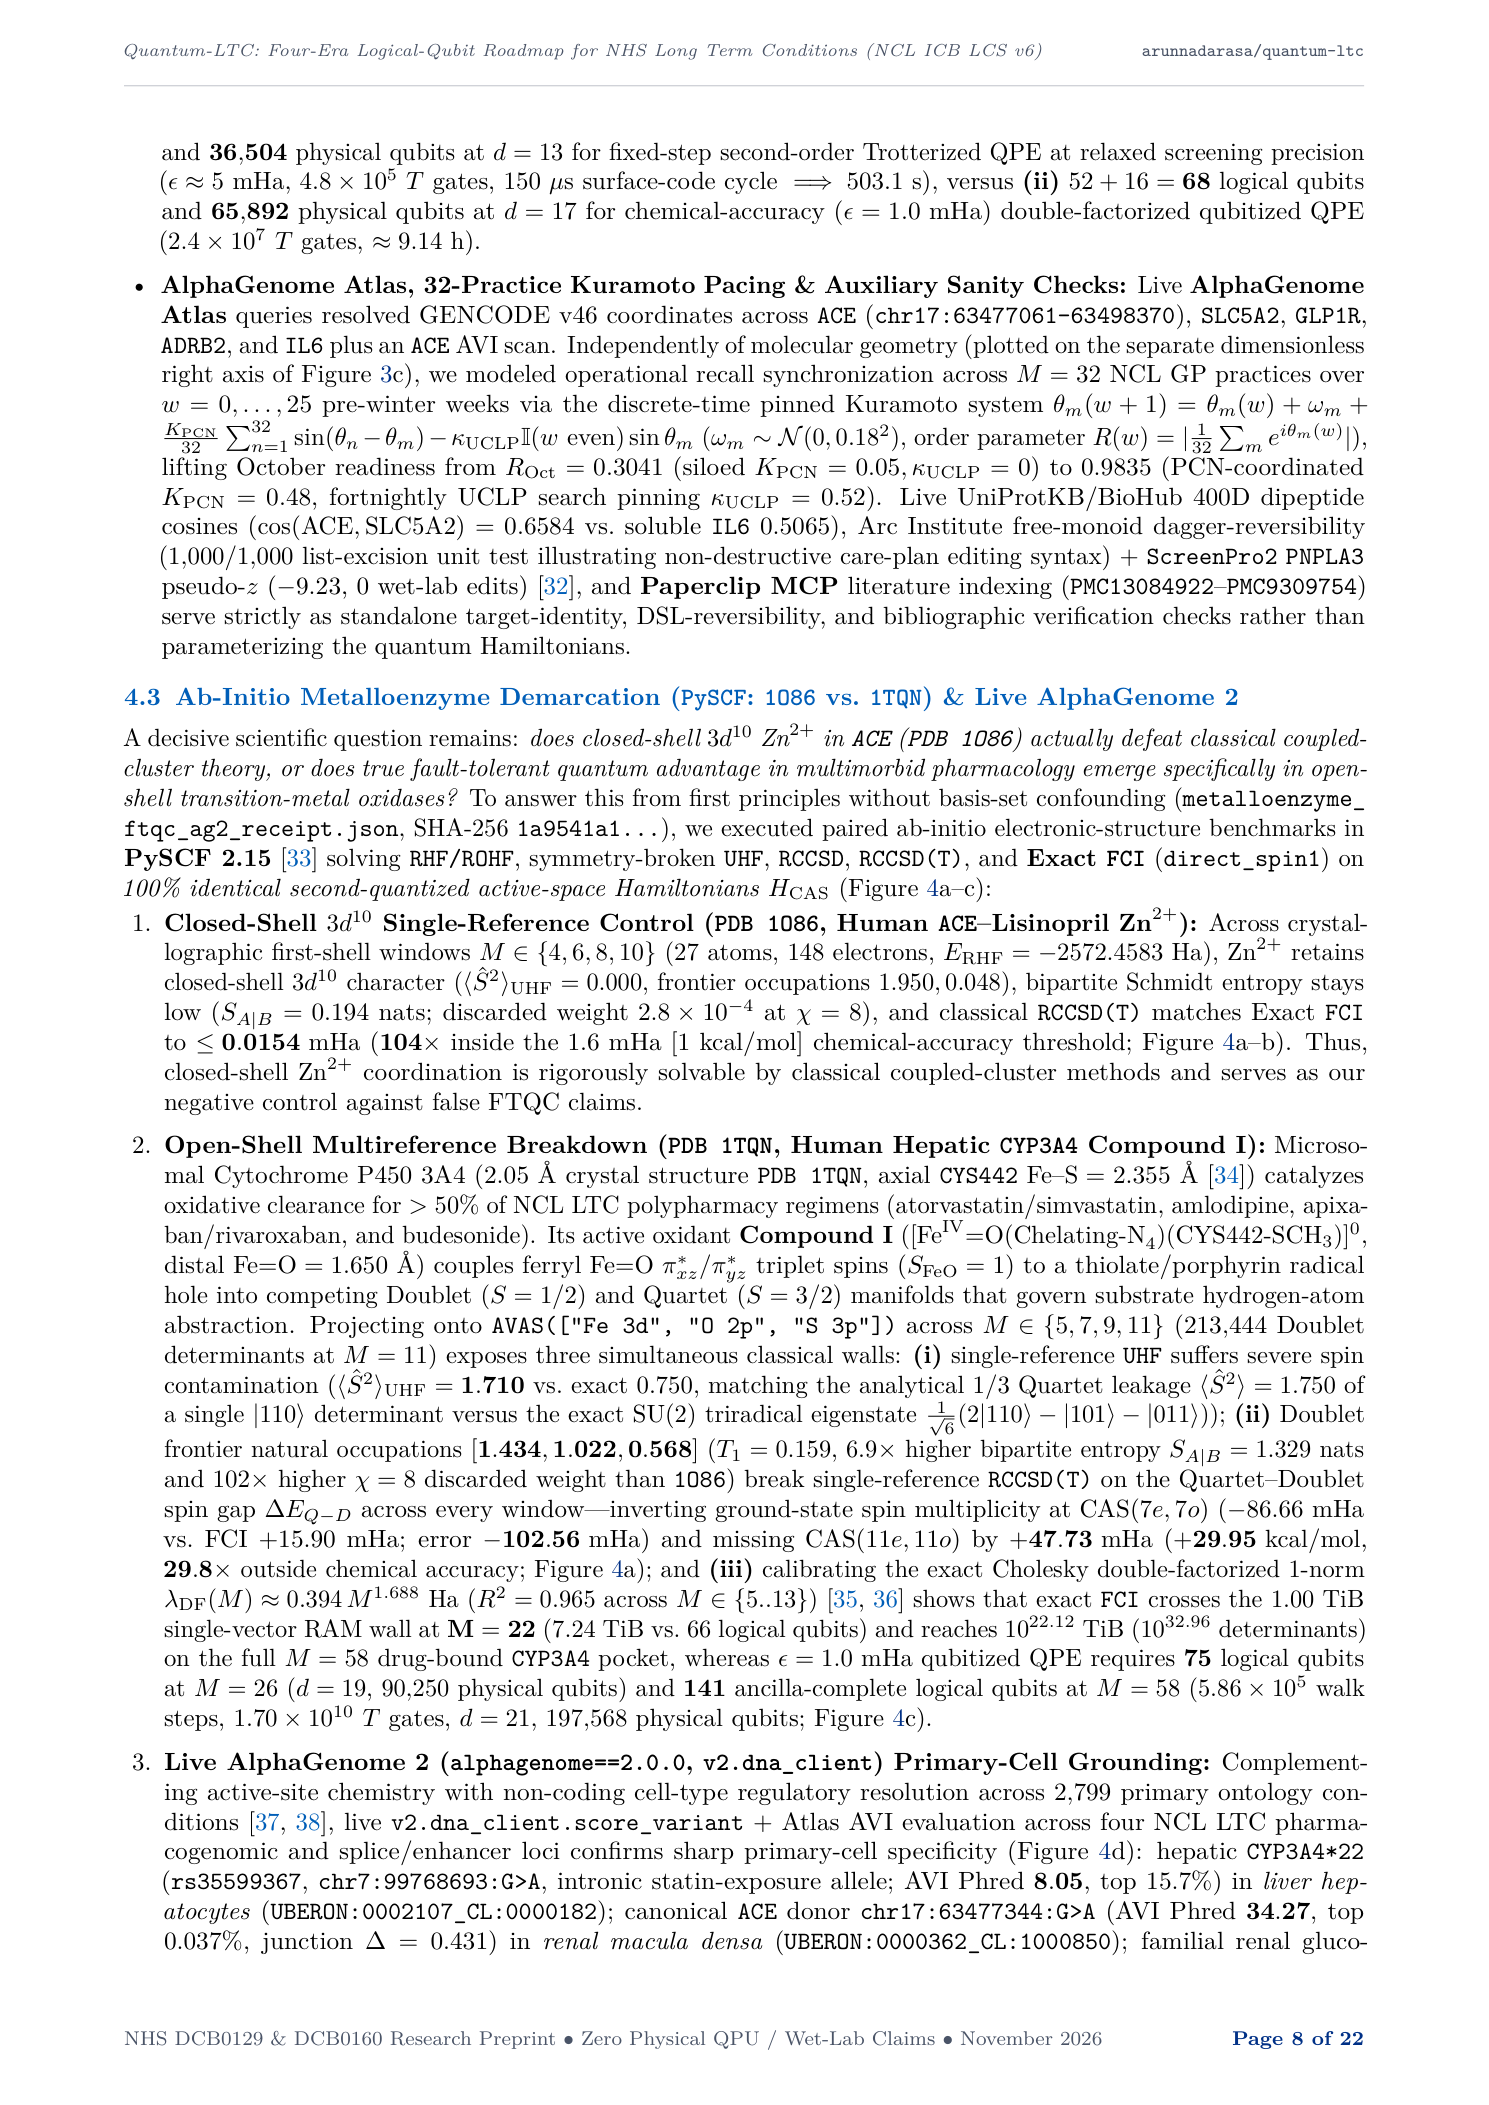 Quantum-LTC: Four-Era Logical-Qubit Roadmap for NHS Long Term Conditions (NCL ICB LCS v6) arunnadarasa/quantum-ltc
and 36,504 physical qubits at d = 13 for fixed-step second-order Trotterized QPE at relaxed screening precision
(ϵ ≈ 5 mHa, 4.8 × 10⁵ T gates, 150 μs surface-code cycle ⟹ 503.1 s), versus (ii) 52 + 16 = 68 logical qubits
and 65,892 physical qubits at d = 17 for chemical-accuracy (ϵ = 1.0 mHa) double-factorized qubitized QPE
(2.4 × 10⁷ T gates, ≈ 9.14 h).
• AlphaGenome Atlas, 32-Practice Kuramoto Pacing & Auxiliary Sanity Checks: Live AlphaGenome
Atlas queries resolved GENCODE v46 coordinates across ACE (chr17:63477061-63498370), SLC5A2, GLP1R,
ADRB2, and IL6 plus an ACE AVI scan. Independently of molecular geometry (plotted on the separate dimensionless
right axis of Figure 3c), we modeled operational recall synchronization across M = 32 NCL GP practices over
w = 0, . . . , 25 pre-winter weeks via the discrete-time pinned Kuramoto system θ_m(w + 1) = θ_m(w) + ω_m +
K_PCN/32 ∑_{n=1}^{32} sin(θ_n − θ_m) − κ_UCLP 𝕀(w even) sin θ_m (ω_m ∼ 𝒩(0, 0.18²), order parameter R(w) = |1/32 ∑_m e^{iθ_m(w)}|),
lifting October readiness from R_Oct = 0.3041 (siloed K_PCN = 0.05, κ_UCLP = 0) to 0.9835 (PCN-coordinated
K_PCN = 0.48, fortnightly UCLP search pinning κ_UCLP = 0.52). Live UniProtKB/BioHub 400D dipeptide
cosines (cos(ACE, SLC5A2) = 0.6584 vs. soluble IL6 0.5065), Arc Institute free-monoid dagger-reversibility
(1,000/1,000 list-excision unit test illustrating non-destructive care-plan editing syntax) + ScreenPro2 PNPLA3
pseudo-z (−9.23, 0 wet-lab edits) [32], and Paperclip MCP literature indexing (PMC13084922–PMC9309754)
serve strictly as standalone target-identity, DSL-reversibility, and bibliographic verification checks rather than
parameterizing the quantum Hamiltonians.
4.3 Ab-Initio Metalloenzyme Demarcation (PySCF: 1O86 vs. 1TQN) & Live AlphaGenome 2
A decisive scientific question remains: does closed-shell 3d¹⁰ Zn²⁺ in ACE (PDB 1O86) actually defeat classical coupled-
cluster theory, or does true fault-tolerant quantum advantage in multimorbid pharmacology emerge specifically in open-
shell transition-metal oxidases? To answer this from first principles without basis-set confounding (metalloenzyme_
ftqc_ag2_receipt.json, SHA-256 1a9541a1...), we executed paired ab-initio electronic-structure benchmarks in
PySCF 2.15 [33] solving RHF/ROHF, symmetry-broken UHF, RCCSD, RCCSD(T), and Exact FCI (direct_spin1) on
100% identical second-quantized active-space Hamiltonians H_CAS (Figure 4a–c):
1. Closed-Shell 3d¹⁰ Single-Reference Control (PDB 1O86, Human ACE–Lisinopril Zn²⁺): Across crystal-
lographic first-shell windows M ∈ {4, 6, 8, 10} (27 atoms, 148 electrons, E_RHF = −2572.4583 Ha), Zn²⁺ retains
closed-shell 3d¹⁰ character (⟨Ŝ²⟩_UHF = 0.000, frontier occupations 1.950, 0.048), bipartite Schmidt entropy stays
low (S_{A|B} = 0.194 nats; discarded weight 2.8 × 10⁻⁴ at χ = 8), and classical RCCSD(T) matches Exact FCI
to ≤ 0.0154 mHa (104× inside the 1.6 mHa [1 kcal/mol] chemical-accuracy threshold; Figure 4a–b). Thus,
closed-shell Zn²⁺ coordination is rigorously solvable by classical coupled-cluster methods and serves as our
negative control against false FTQC claims.
2. Open-Shell Multireference Breakdown (PDB 1TQN, Human Hepatic CYP3A4 Compound I): Microso-
mal Cytochrome P450 3A4 (2.05 Å crystal structure PDB 1TQN, axial CYS442 Fe–S = 2.355 Å [34]) catalyzes
oxidative clearance for > 50% of NCL LTC polypharmacy regimens (atorvastatin/simvastatin, amlodipine, apixa-
ban/rivaroxaban, and budesonide). Its active oxidant Compound I ([Fe^{IV}=O(Chelating-N₄)(CYS442-SCH₃)]⁰,
distal Fe=O = 1.650 Å) couples ferryl Fe=O π*_{xz}/π*_{yz} triplet spins (S_FeO = 1) to a thiolate/porphyrin radical
hole into competing Doublet (S = 1/2) and Quartet (S = 3/2) manifolds that govern substrate hydrogen-atom
abstraction. Projecting onto AVAS(["Fe 3d", "O 2p", "S 3p"]) across M ∈ {5, 7, 9, 11} (213,444 Doublet
determinants at M = 11) exposes three simultaneous classical walls: (i) single-reference UHF suffers severe spin
contamination (⟨Ŝ²⟩_UHF = 1.710 vs. exact 0.750, matching the analytical 1/3 Quartet leakage ⟨Ŝ²⟩ = 1.750 of
a single |110⟩ determinant versus the exact SU(2) triradical eigenstate 1/√6(2|110⟩ − |101⟩ − |011⟩)); (ii) Doublet
frontier natural occupations [1.434, 1.022, 0.568] (T₁ = 0.159, 6.9× higher bipartite entropy S_{A|B} = 1.329 nats
and 102× higher χ = 8 discarded weight than 1O86) break single-reference RCCSD(T) on the Quartet–Doublet
spin gap ΔE_{Q−D} across every window—inverting ground-state spin multiplicity at CAS(7e, 7o) (−86.66 mHa
vs. FCI +15.90 mHa; error −102.56 mHa) and missing CAS(11e, 11o) by +47.73 mHa (+29.95 kcal/mol,
29.8× outside chemical accuracy; Figure 4a); and (iii) calibrating the exact Cholesky double-factorized 1-norm
λ_DF(M) ≈ 0.394 M^{1.688} Ha (R² = 0.965 across M ∈ {5..13}) [35, 36] shows that exact FCI crosses the 1.00 TiB
single-vector RAM wall at M = 22 (7.24 TiB vs. 66 logical qubits) and reaches 10^{22.12} TiB (10^{32.96} determinants)
on the full M = 58 drug-bound CYP3A4 pocket, whereas ϵ = 1.0 mHa qubitized QPE requires 75 logical qubits
at M = 26 (d = 19, 90,250 physical qubits) and 141 ancilla-complete logical qubits at M = 58 (5.86 × 10⁵ walk
steps, 1.70 × 10¹⁰ T gates, d = 21, 197,568 physical qubits; Figure 4c).
3. Live AlphaGenome 2 (alphagenome==2.0.0, v2.dna_client) Primary-Cell Grounding: Complement-
ing active-site chemistry with non-coding cell-type regulatory resolution across 2,799 primary ontology con-
ditions [37, 38], live v2.dna_client.score_variant + Atlas AVI evaluation across four NCL LTC pharma-
cogenomic and splice/enhancer loci confirms sharp primary-cell specificity (Figure 4d): hepatic CYP3A4*22
(rs35599367, chr7:99768693:G>A, intronic statin-exposure allele; AVI Phred 8.05, top 15.7%) in liver hep-
atocytes (UBERON:0002107_CL:0000182); canonical ACE donor chr17:63477344:G>A (AVI Phred 34.27, top
0.037%, junction Δ = 0.431) in renal macula densa (UBERON:0000362_CL:1000850); familial renal gluco-
NHS DCB0129 & DCB0160 Research Preprint • Zero Physical QPU / Wet-Lab Claims • November 2026 Page 8 of 22